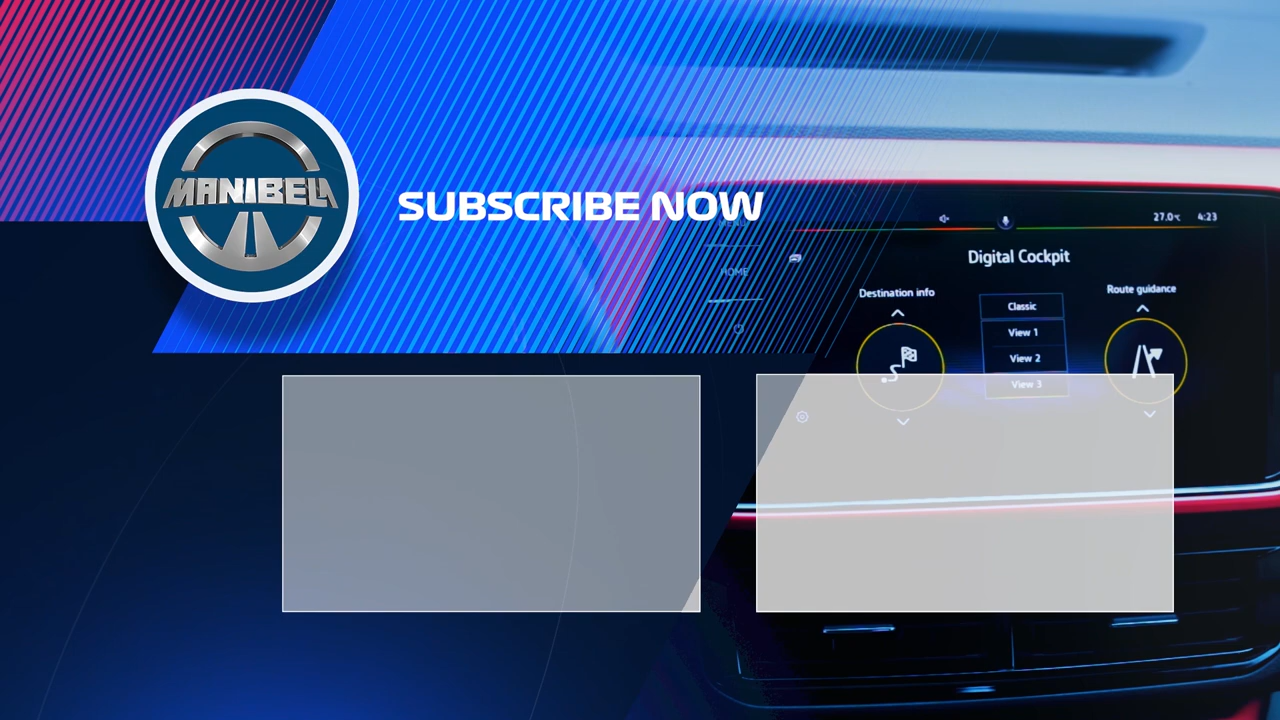 MANIBELA
SUBSCRIBE NOW
MENU
HOME
27.0°C 4:23
Digital Cockpit
Destination info
Route guidance
Classic
View 1
View 2
View 3